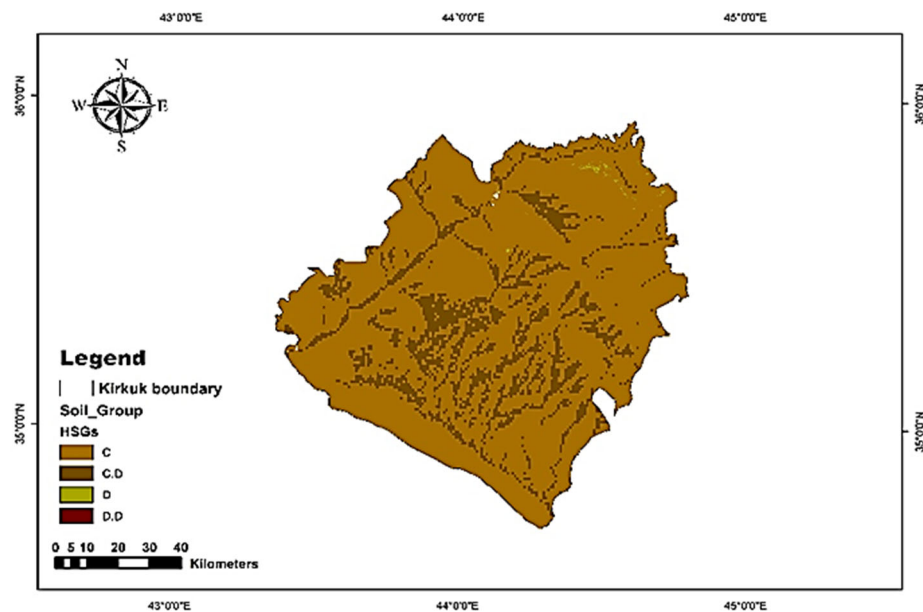 43°0'0"E 44°0'0"E 45°0'0"E
N
W E
S
36°0'0"N 36°0'0"N
Legend
Kirkuk boundary
Soil_Group
HSGs
C
C.D
D
D.D
35°0'0"N 35°0'0"N
0 5 10 20 30 40
Kilometers
43°0'0"E 44°0'0"E 45°0'0"E